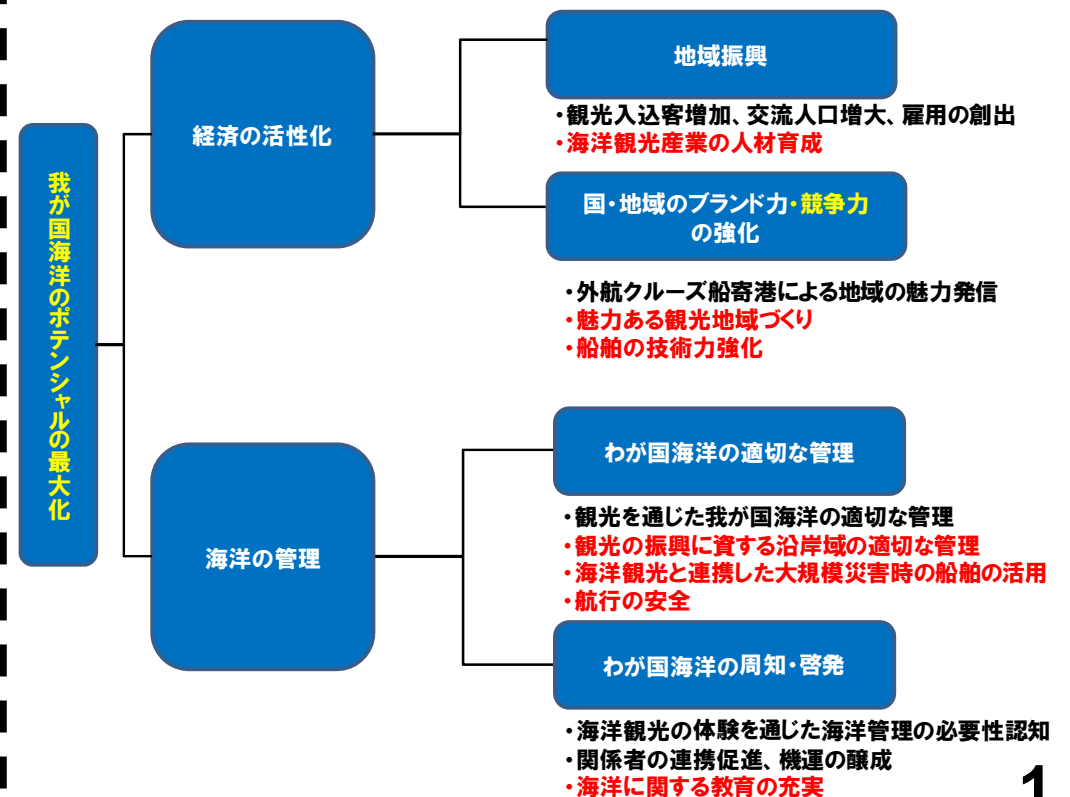 我が国海洋のポテンシャルの最大化
経済の活性化
地域振興
・観光入込客増加、交流人口増大、雇用の創出
・海洋観光産業の人材育成
国・地域のブランド力・競争力
の強化
・外航クルーズ船寄港による地域の魅力発信
・魅力ある観光地域づくり
・船舶の技術力強化
海洋の管理
わが国海洋の適切な管理
・観光を通じた我が国海洋の適切な管理
・観光の振興に資する沿岸域の適切な管理
・海洋観光と連携した大規模災害時の船舶の活用
・航行の安全
わが国海洋の周知・啓発
・海洋観光の体験を通じた海洋管理の必要性認知
・関係者の連携促進、機運の醸成
・海洋に関する教育の充実
1